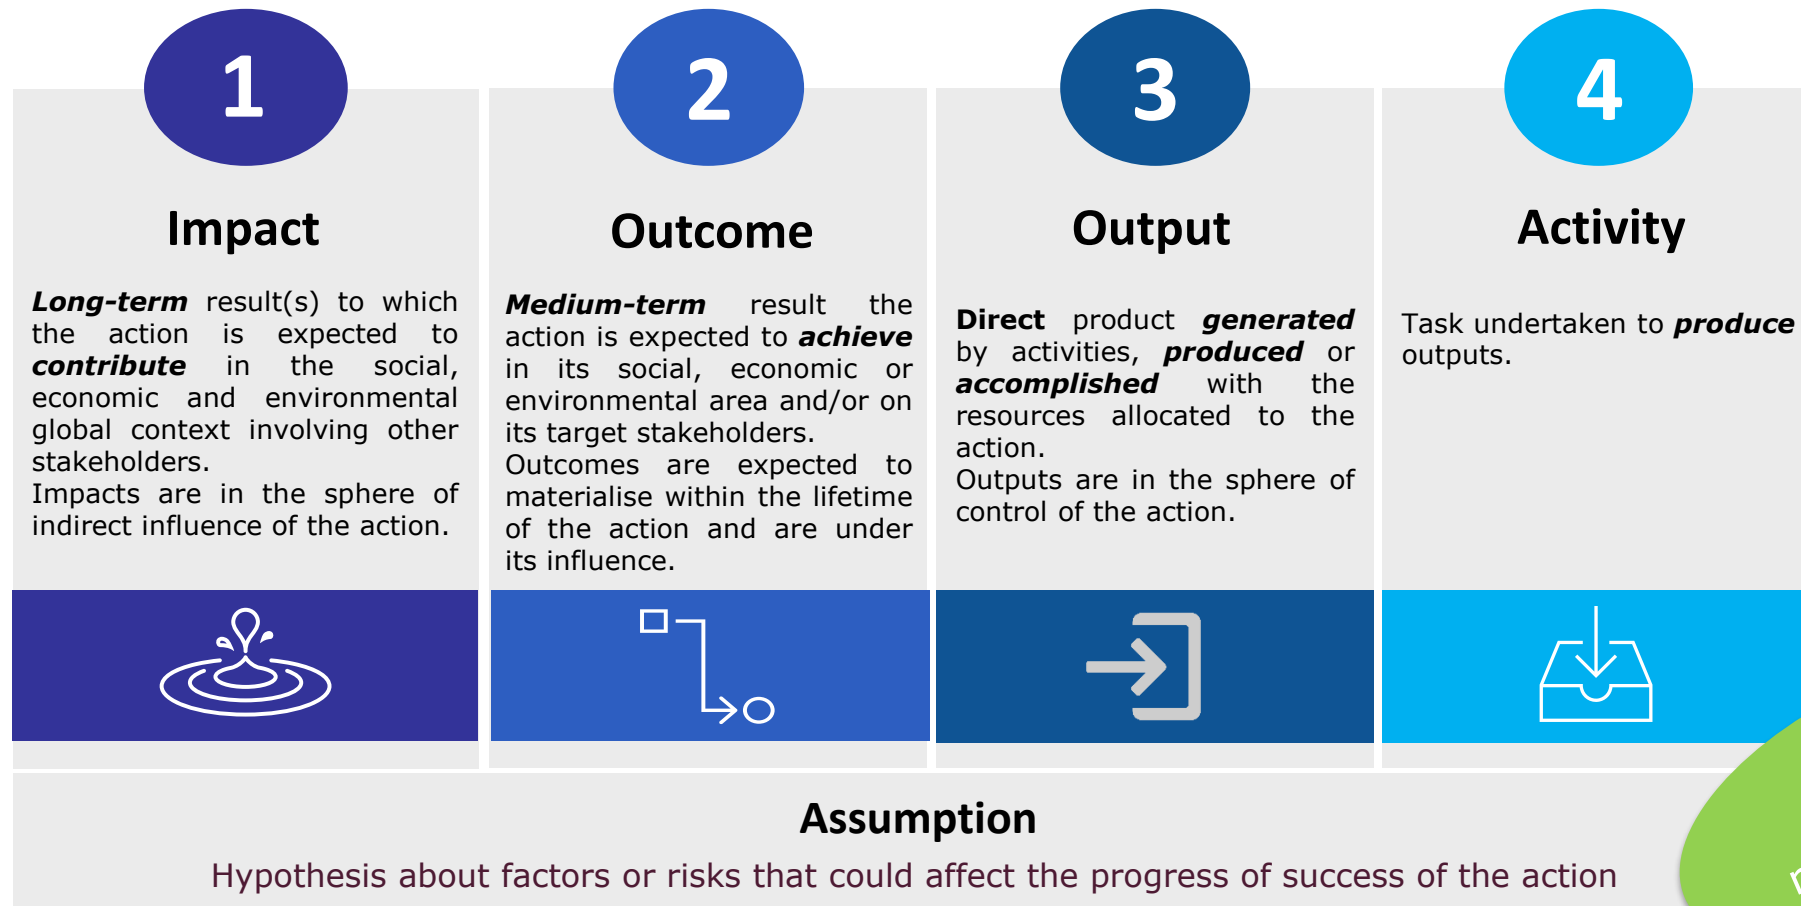 1
Impact
Long-term result(s) to which
the action is expected to
contribute in the social,
economic and environmental
global context involving other
stakeholders.
Impacts are in the sphere of
indirect influence of the action.
2
Outcome
Medium-term result the
action is expected to achieve
in its social, economic or
environmental area and/or on
its target stakeholders.
Outcomes are expected to
materialise within the lifetime
of the action and are under
its influence.
3
Output
Direct product generated
by activities, produced or
accomplished with the
resources allocated to the
action.
Outputs are in the sphere of
control of the action.
4
Activity
Task undertaken to produce
outputs.
Assumption
Hypothesis about factors or risks that could affect the progress of success of the action